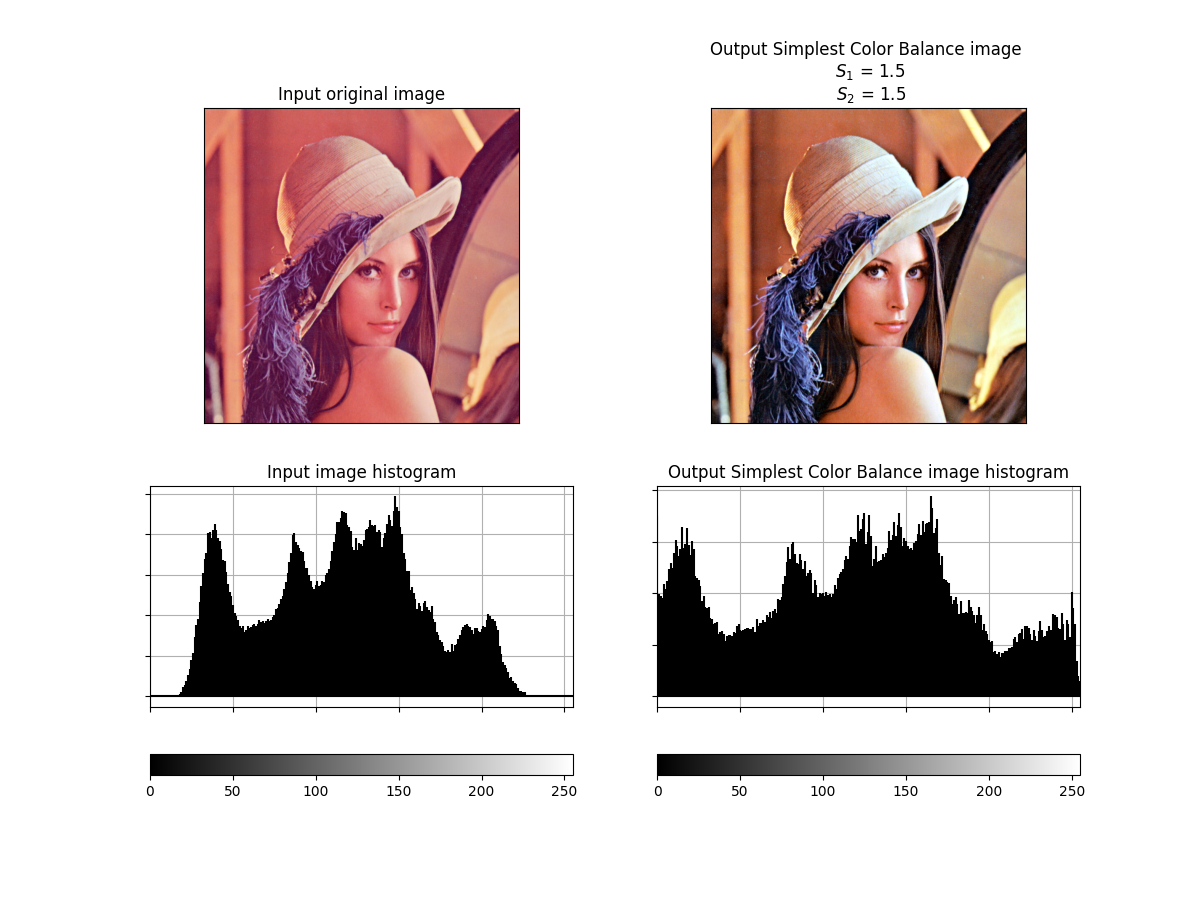 Input original image
Output Simplest Color Balance image
S₁ = 1.5
S₂ = 1.5
Input image histogram
Output Simplest Color Balance image histogram
0 50 100 150 200 250
0 50 100 150 200 250